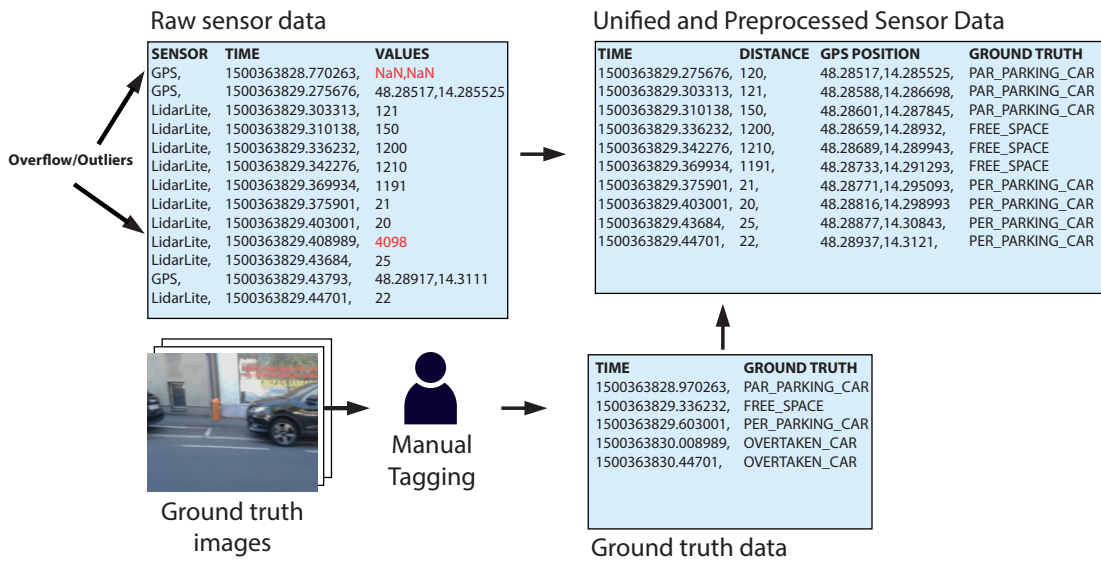 Raw sensor data
SENSOR TIME VALUES
GPS, 1500363828.770263, NaN,NaN
GPS, 1500363829.275676, 48.28517,14.285525
LidarLite, 1500363829.303313, 121
LidarLite, 1500363829.310138, 150
LidarLite, 1500363829.336232, 1200
LidarLite, 1500363829.342276, 1210
LidarLite, 1500363829.369934, 1191
LidarLite, 1500363829.375901, 21
LidarLite, 1500363829.403001, 20
LidarLite, 1500363829.408989, 4098
LidarLite, 1500363829.43684, 25
GPS, 1500363829.43793, 48.28917,14.3111
LidarLite, 1500363829.44701, 22
Overflow/Outliers
Unified and Preprocessed Sensor Data
TIME DISTANCE GPS POSITION GROUND TRUTH
1500363829.275676, 120, 48.28517,14.285525, PAR_PARKING_CAR
1500363829.303313, 121, 48.28588,14.286698, PAR_PARKING_CAR
1500363829.310138, 150, 48.28601,14.287845, PAR_PARKING_CAR
1500363829.336232, 1200, 48.28659,14.28932, FREE_SPACE
1500363829.342276, 1210, 48.28689,14.289943, FREE_SPACE
1500363829.369934, 1191, 48.28733,14.291293, FREE_SPACE
1500363829.375901, 21, 48.28771,14.295093, PER_PARKING_CAR
1500363829.403001, 20, 48.28816,14.298993 PER_PARKING_CAR
1500363829.43684, 25, 48.28877,14.30843, PER_PARKING_CAR
1500363829.44701, 22, 48.28937,14.3121, PER_PARKING_CAR
Ground truth
images
Manual
Tagging
TIME GROUND TRUTH
1500363828.970263, PAR_PARKING_CAR
1500363829.336232, FREE_SPACE
1500363829.603001, PER_PARKING_CAR
1500363830.008989, OVERTAKEN_CAR
1500363830.44701, OVERTAKEN_CAR
Ground truth data